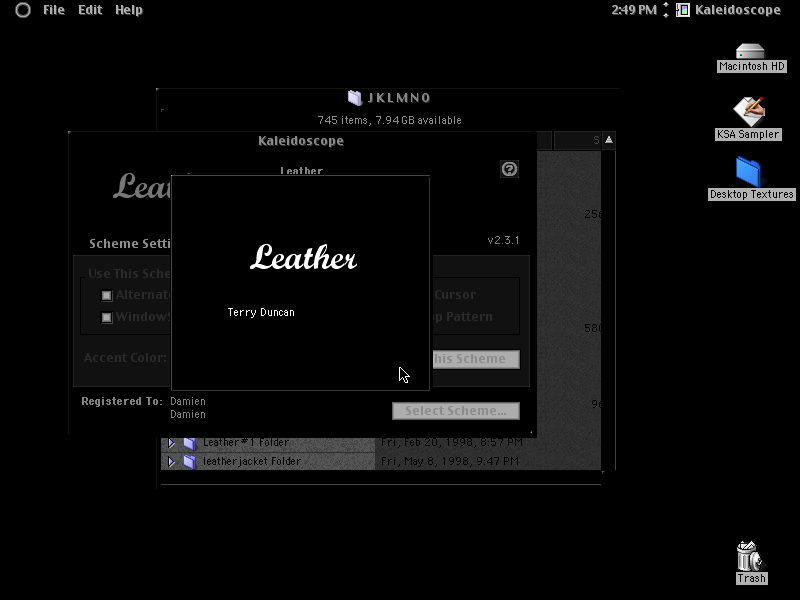 File Edit Help
2:49 PM Kaleidoscope
Macintosh HD
KSA Sampler
Desktop Textures
JKLMNO
745 items, 7.94 GB available
Kaleidoscope
S
Leather
Leat
v2.3.1
Scheme Setti
Leather
Terry Duncan
Use This Sche
Alternat
Cursor
Window
Pattern
Accent Color:
his Scheme
Registered To: Damien
Damien
Select Scheme...
256
580
96
Leather#1 Folder Fri, Feb 20, 1998, 8:57 PM
leatherjacket Folder Fri, May 8, 1998, 9:47 PM
Trash